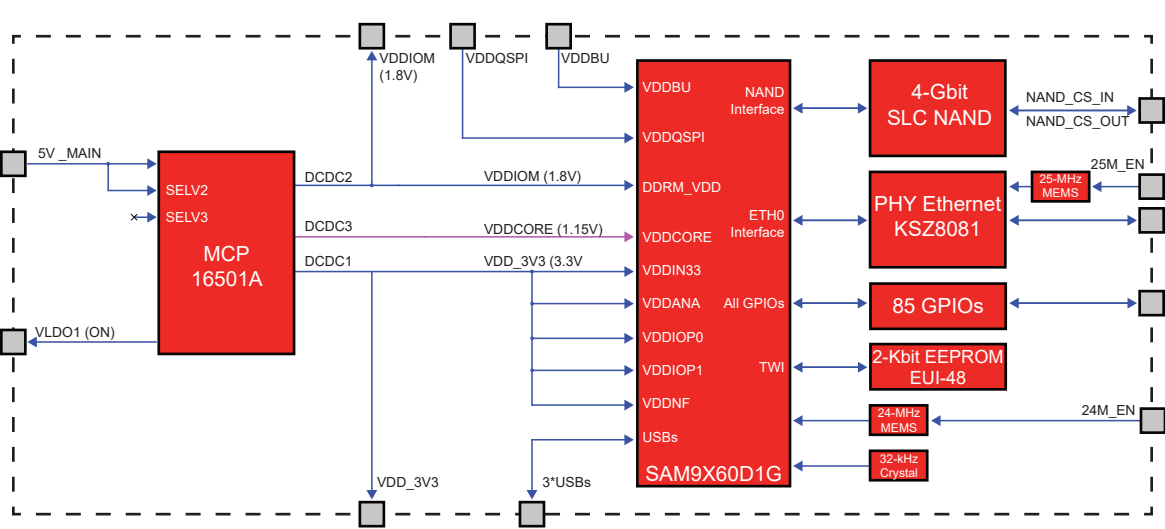 VDDIOM
(1.8V)
VDDQSPI
VDDBU
5V _MAIN
SELV2
SELV3
MCP
16501A
VLDO1 (ON)
DCDC2
VDDIOM (1.8V)
DCDC3
VDDCORE (1.15V)
DCDC1
VDD_3V3 (3.3V
VDD_3V3
3*USBs
VDDBU
VDDQSPI
DDRM_VDD
VDDCORE
VDDIN33
VDDANA
VDDIOP0
VDDIOP1
VDDNF
USBs
NAND
Interface
ETH0
Interface
All GPIOs
TWI
SAM9X60D1G
4-Gbit
SLC NAND
NAND_CS_IN
NAND_CS_OUT
PHY Ethernet
KSZ8081
25-MHz
MEMS
25M_EN
85 GPIOs
2-Kbit EEPROM
EUI-48
24-MHz
MEMS
24M_EN
32-kHz
Crystal